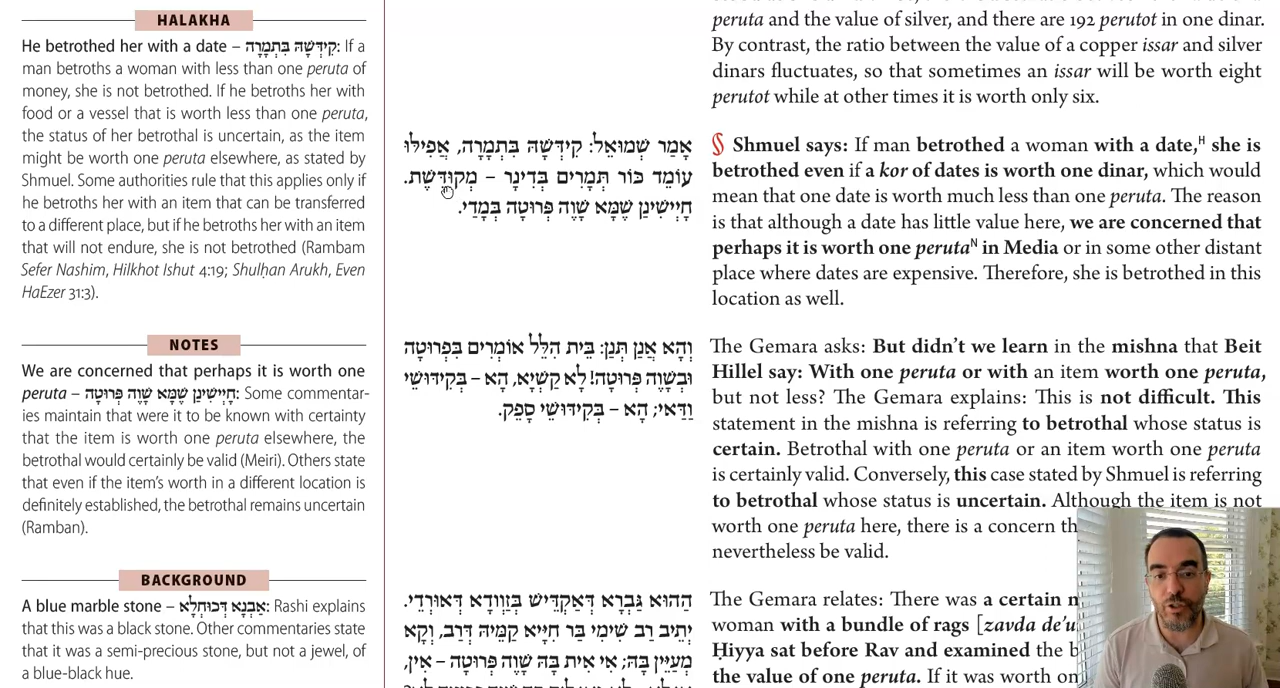 HALAKHA
He betrothed her with a date – קִידְּשָׁהּ בִּתְמָרָה: If a
man betroths a woman with less than one peruta of
money, she is not betrothed. If he betroths her with
food or a vessel that is worth less than one peruta,
the status of her betrothal is uncertain, as the item
might be worth one peruta elsewhere, as stated by
Shmuel. Some authorities rule that this applies only if
he betroths her with an item that can be transferred
to a different place, but if he betroths her with an item
that will not endure, she is not betrothed (Rambam
Sefer Nashim, Hilkhot Ishut 4:19; Shulḥan Arukh, Even
HaEzer 31:3).
NOTES
We are concerned that perhaps it is worth one
peruta – חָיְישִׁינַן שֶׁמָּא שָׁוֶה פְּרוּטָה: Some commentar-
ies maintain that were it to be known with certainty
that the item is worth one peruta elsewhere, the
betrothal would certainly be valid (Meiri). Others state
that even if the item's worth in a different location is
definitely established, the betrothal remains uncertain
(Ramban).
BACKGROUND
A blue marble stone – אַבְנָא דְּכוּחְלָא: Rashi explains
that this was a black stone. Other commentaries state
that it was a semi-precious stone, but not a jewel, of
a blue-black hue.
אָמַר שְׁמוּאֵל: קִידְּשָׁהּ בִּתְמָרָה, אֲפִילּוּ
עוֹמֵד כּוֹר תְּמָרִים בְּדִינָר – מְקוּדֶּשֶׁת.
חָיְישִׁינַן שֶׁמָּא שָׁוֶה פְּרוּטָה בְּמָדַי.
וְהָא אֲנַן תְּנַן: בֵּית הִלֵּל אוֹמְרִים בִּפְרוּטָה
וּבְשָׁוֶה פְּרוּטָה! לָא קַשְׁיָא, הָא – בְּקִידּוּשֵׁי
וַדַּאי; הָא – בְּקִידּוּשֵׁי סָפֵק.
הַהוּא גַּבְרָא דְּאַקְדֵּישׁ בְּזַוְודָא דְּאוּרְדֵי.
יָתֵיב רַב שִׁימִי בַּר חִיָּיא קַמֵּיהּ דְּרַב, וְקָא
מְעַיֵּין בָּהּ; אִי אִית בָּהּ שָׁוֶה פְּרוּטָה – אִין,
peruta and the value of silver, and there are 192 perutot in one dinar.
By contrast, the ratio between the value of a copper issar and silver
dinars fluctuates, so that sometimes an issar will be worth eight
perutot while at other times it is worth only six.
§ Shmuel says: If man betrothed a woman with a date,H she is
betrothed even if a kor of dates is worth one dinar, which would
mean that one date is worth much less than one peruta. The reason
is that although a date has little value here, we are concerned that
perhaps it is worth one perutaN in Media or in some other distant
place where dates are expensive. Therefore, she is betrothed in this
location as well.
The Gemara asks: But didn't we learn in the mishna that Beit
Hillel say: With one peruta or with an item worth one peruta,
but not less? The Gemara explains: This is not difficult. This
statement in the mishna is referring to betrothal whose status is
certain. Betrothal with one peruta or an item worth one peruta
is certainly valid. Conversely, this case stated by Shmuel is referring
to betrothal whose status is uncertain. Although the item is not
worth one peruta here, there is a concern th
nevertheless be valid.
The Gemara relates: There was a certain
woman with a bundle of rags [zavda de'u
Ḥiyya sat before Rav and examined the b
the value of one peruta. If it was worth on